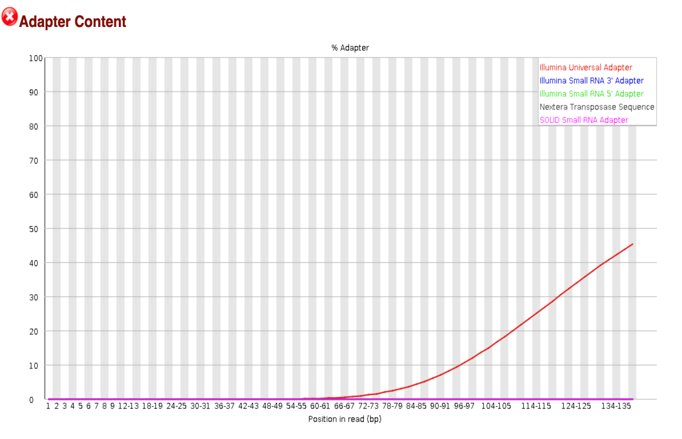 Adapter Content
% Adapter
100
90
80
70
60
50
40
30
20
10
0
Illumina Universal Adapter
Illumina Small RNA 3' Adapter
Illumina Small RNA 5' Adapter
Nextera Transposase Sequence
SOLID Small RNA Adapter
1 2 3 4 5 6 7 8 9 12-13 18-19 24-25 30-31 36-37 42-43 48-49 54-55 60-61 66-67 72-73 78-79 84-85 90-91 96-97 104-105 114-115 124-125 134-135
Position in read (bp)